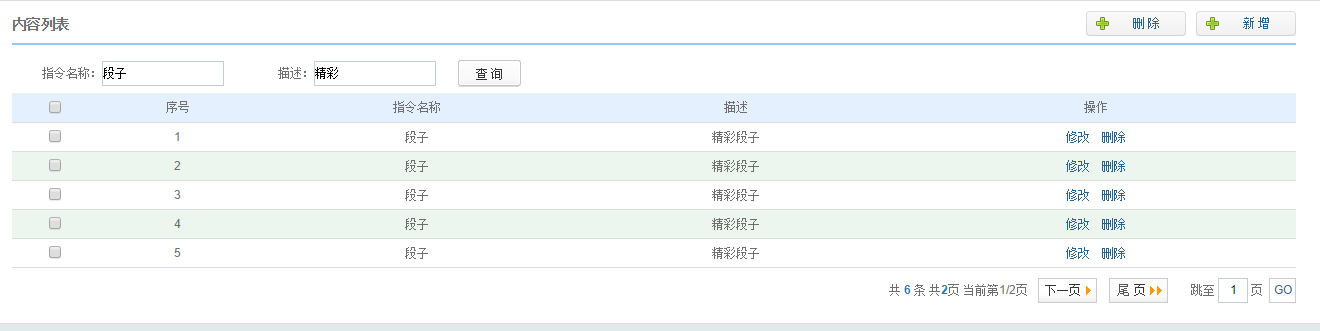 内容列表 删除 新增
指令名称： 段子 描述： 精彩 查询
序号 指令名称 描述 操作
1 段子 精彩段子 修改 删除
2 段子 精彩段子 修改 删除
3 段子 精彩段子 修改 删除
4 段子 精彩段子 修改 删除
5 段子 精彩段子 修改 删除
共 6 条 共2页 当前第1/2页 下一页 尾页 跳至 1 页 GO